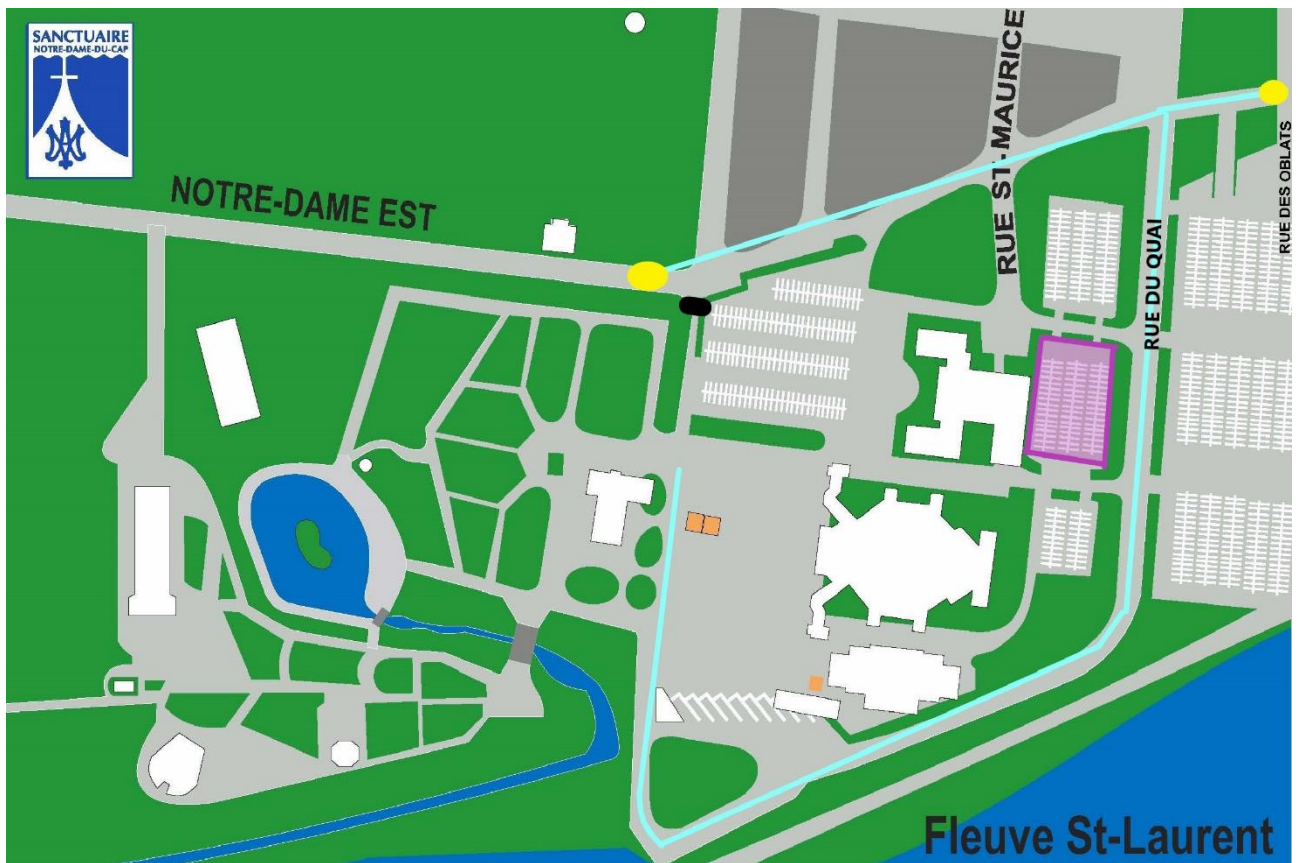 SANCTUAIRE
NOTRE-DAME-DU-CAP
NOTRE-DAME EST
RUE ST-MAURICE
RUE DU QUAI
RUE DES OBLATS
Fleuve St-Laurent